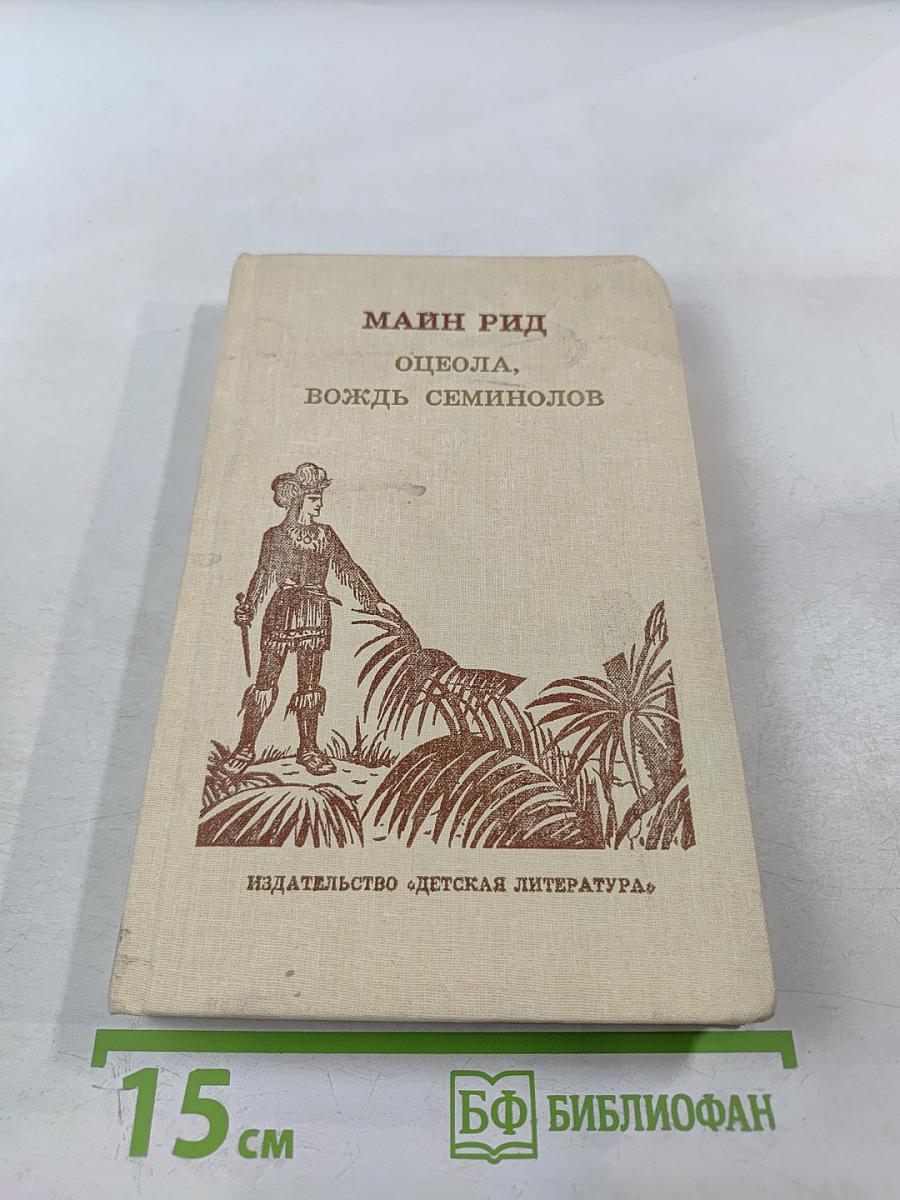 МАЙН РИД
ОЦЕОЛА,
ВОЖДЬ СЕМИНОЛОВ
ИЗДАТЕЛЬСТВО «ДЕТСКАЯ ЛИТЕРАТУРА»
15 см
БФ БИБЛИОФАН